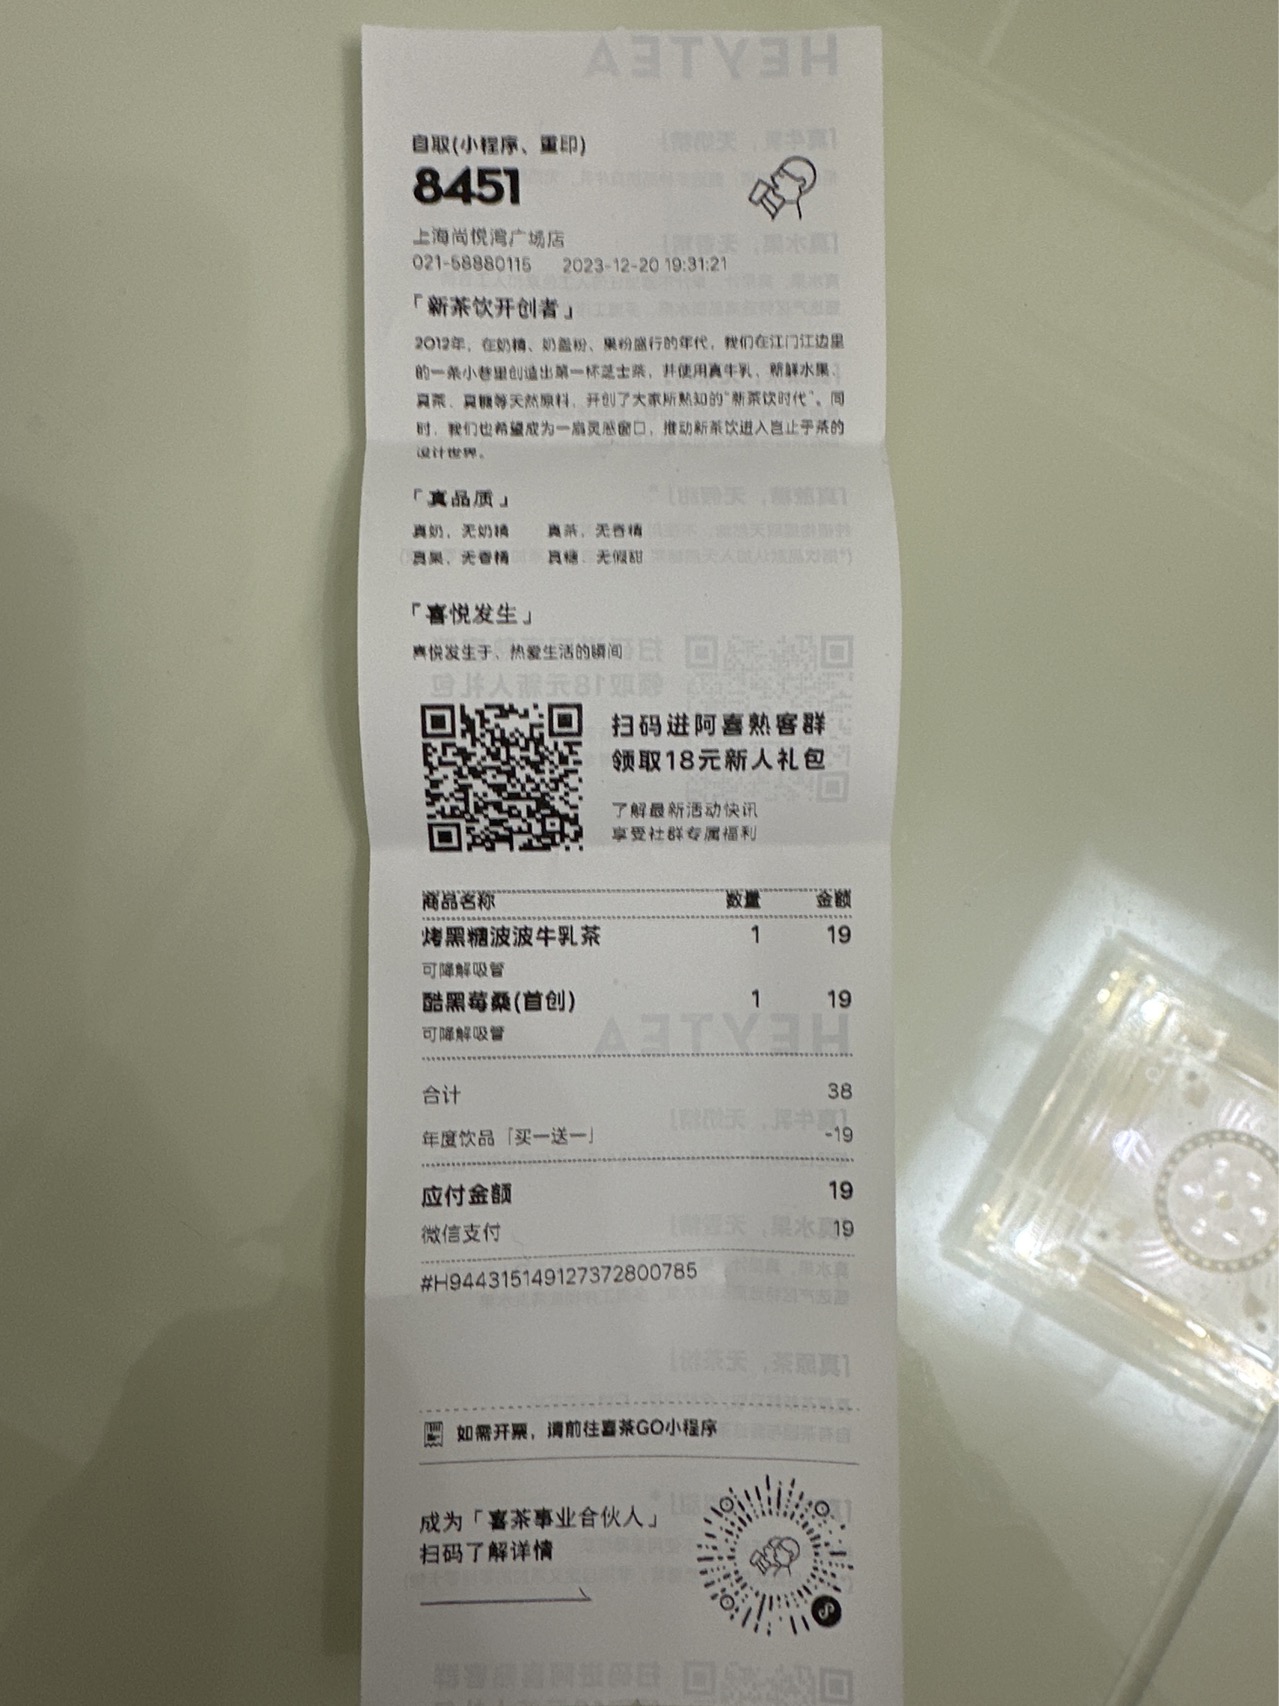 HEYTEA
自取(小程序、重印)
8451
上海尚悦湾广场店
021-58880115 2023-12-20 19:31:21
「新茶饮开创者」
2012年，在奶精、奶盖粉、果粉盛行的年代，我们在江门江边里
的一条小巷里创造出第一杯芝士茶，并使用真牛乳、新鲜水果、
真茶、真糖等天然原料，开创了大家所熟知的"新茶饮时代"。同
时，我们也希望成为一扇灵感窗口，推动新茶饮进入岂止于茶的
设计世界。
「真品质」
真奶，无奶精 真茶，无香精
真果，无香精 真糖，无假甜
「喜悦发生」
喜悦发生于、热爱生活的瞬间
扫码进阿喜熟客群
领取18元新人礼包
了解最新活动快讯
享受社群专属福利
商品名称 数量 金额
烤黑糖波波牛乳茶 1 19
可降解吸管
酷黑莓桑(首创) 1 19
可降解吸管
HEYTEA
合计 38
年度饮品「买一送一」 -19
应付金额 19
微信支付 19
#H944315149127372800785
如需开票，请前往喜茶GO小程序
成为「喜茶事业合伙人」
扫码了解详情